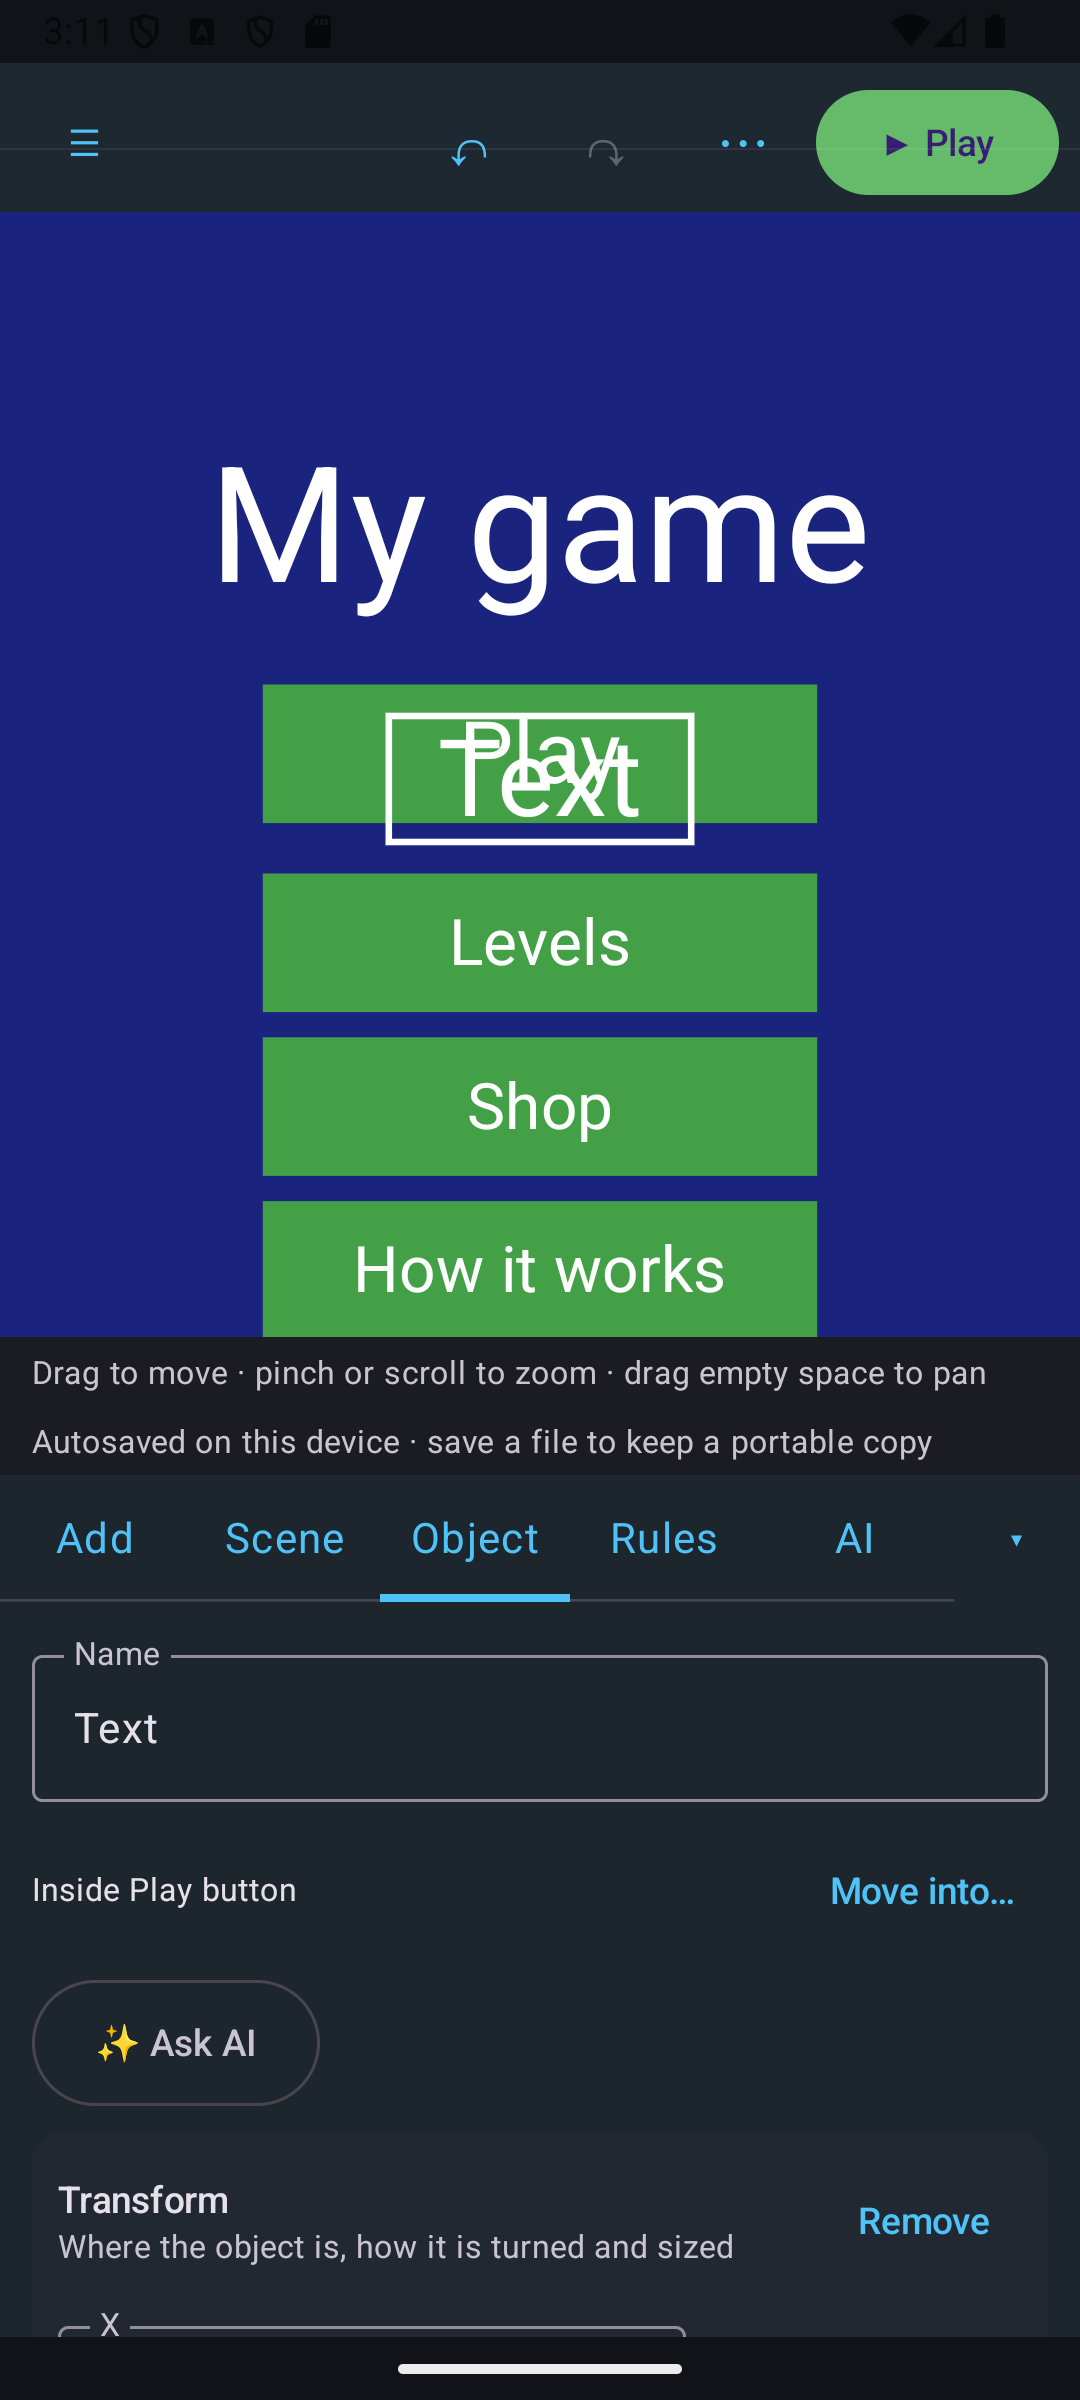 3:11
▶ Play
My game
Play
Text
Levels
Shop
How it works
Drag to move · pinch or scroll to zoom · drag empty space to pan
Autosaved on this device · save a file to keep a portable copy
Add Scene Object Rules AI
Name
Text
Inside Play button Move into...
✨ Ask AI
Transform
Where the object is, how it is turned and sized
Remove
X